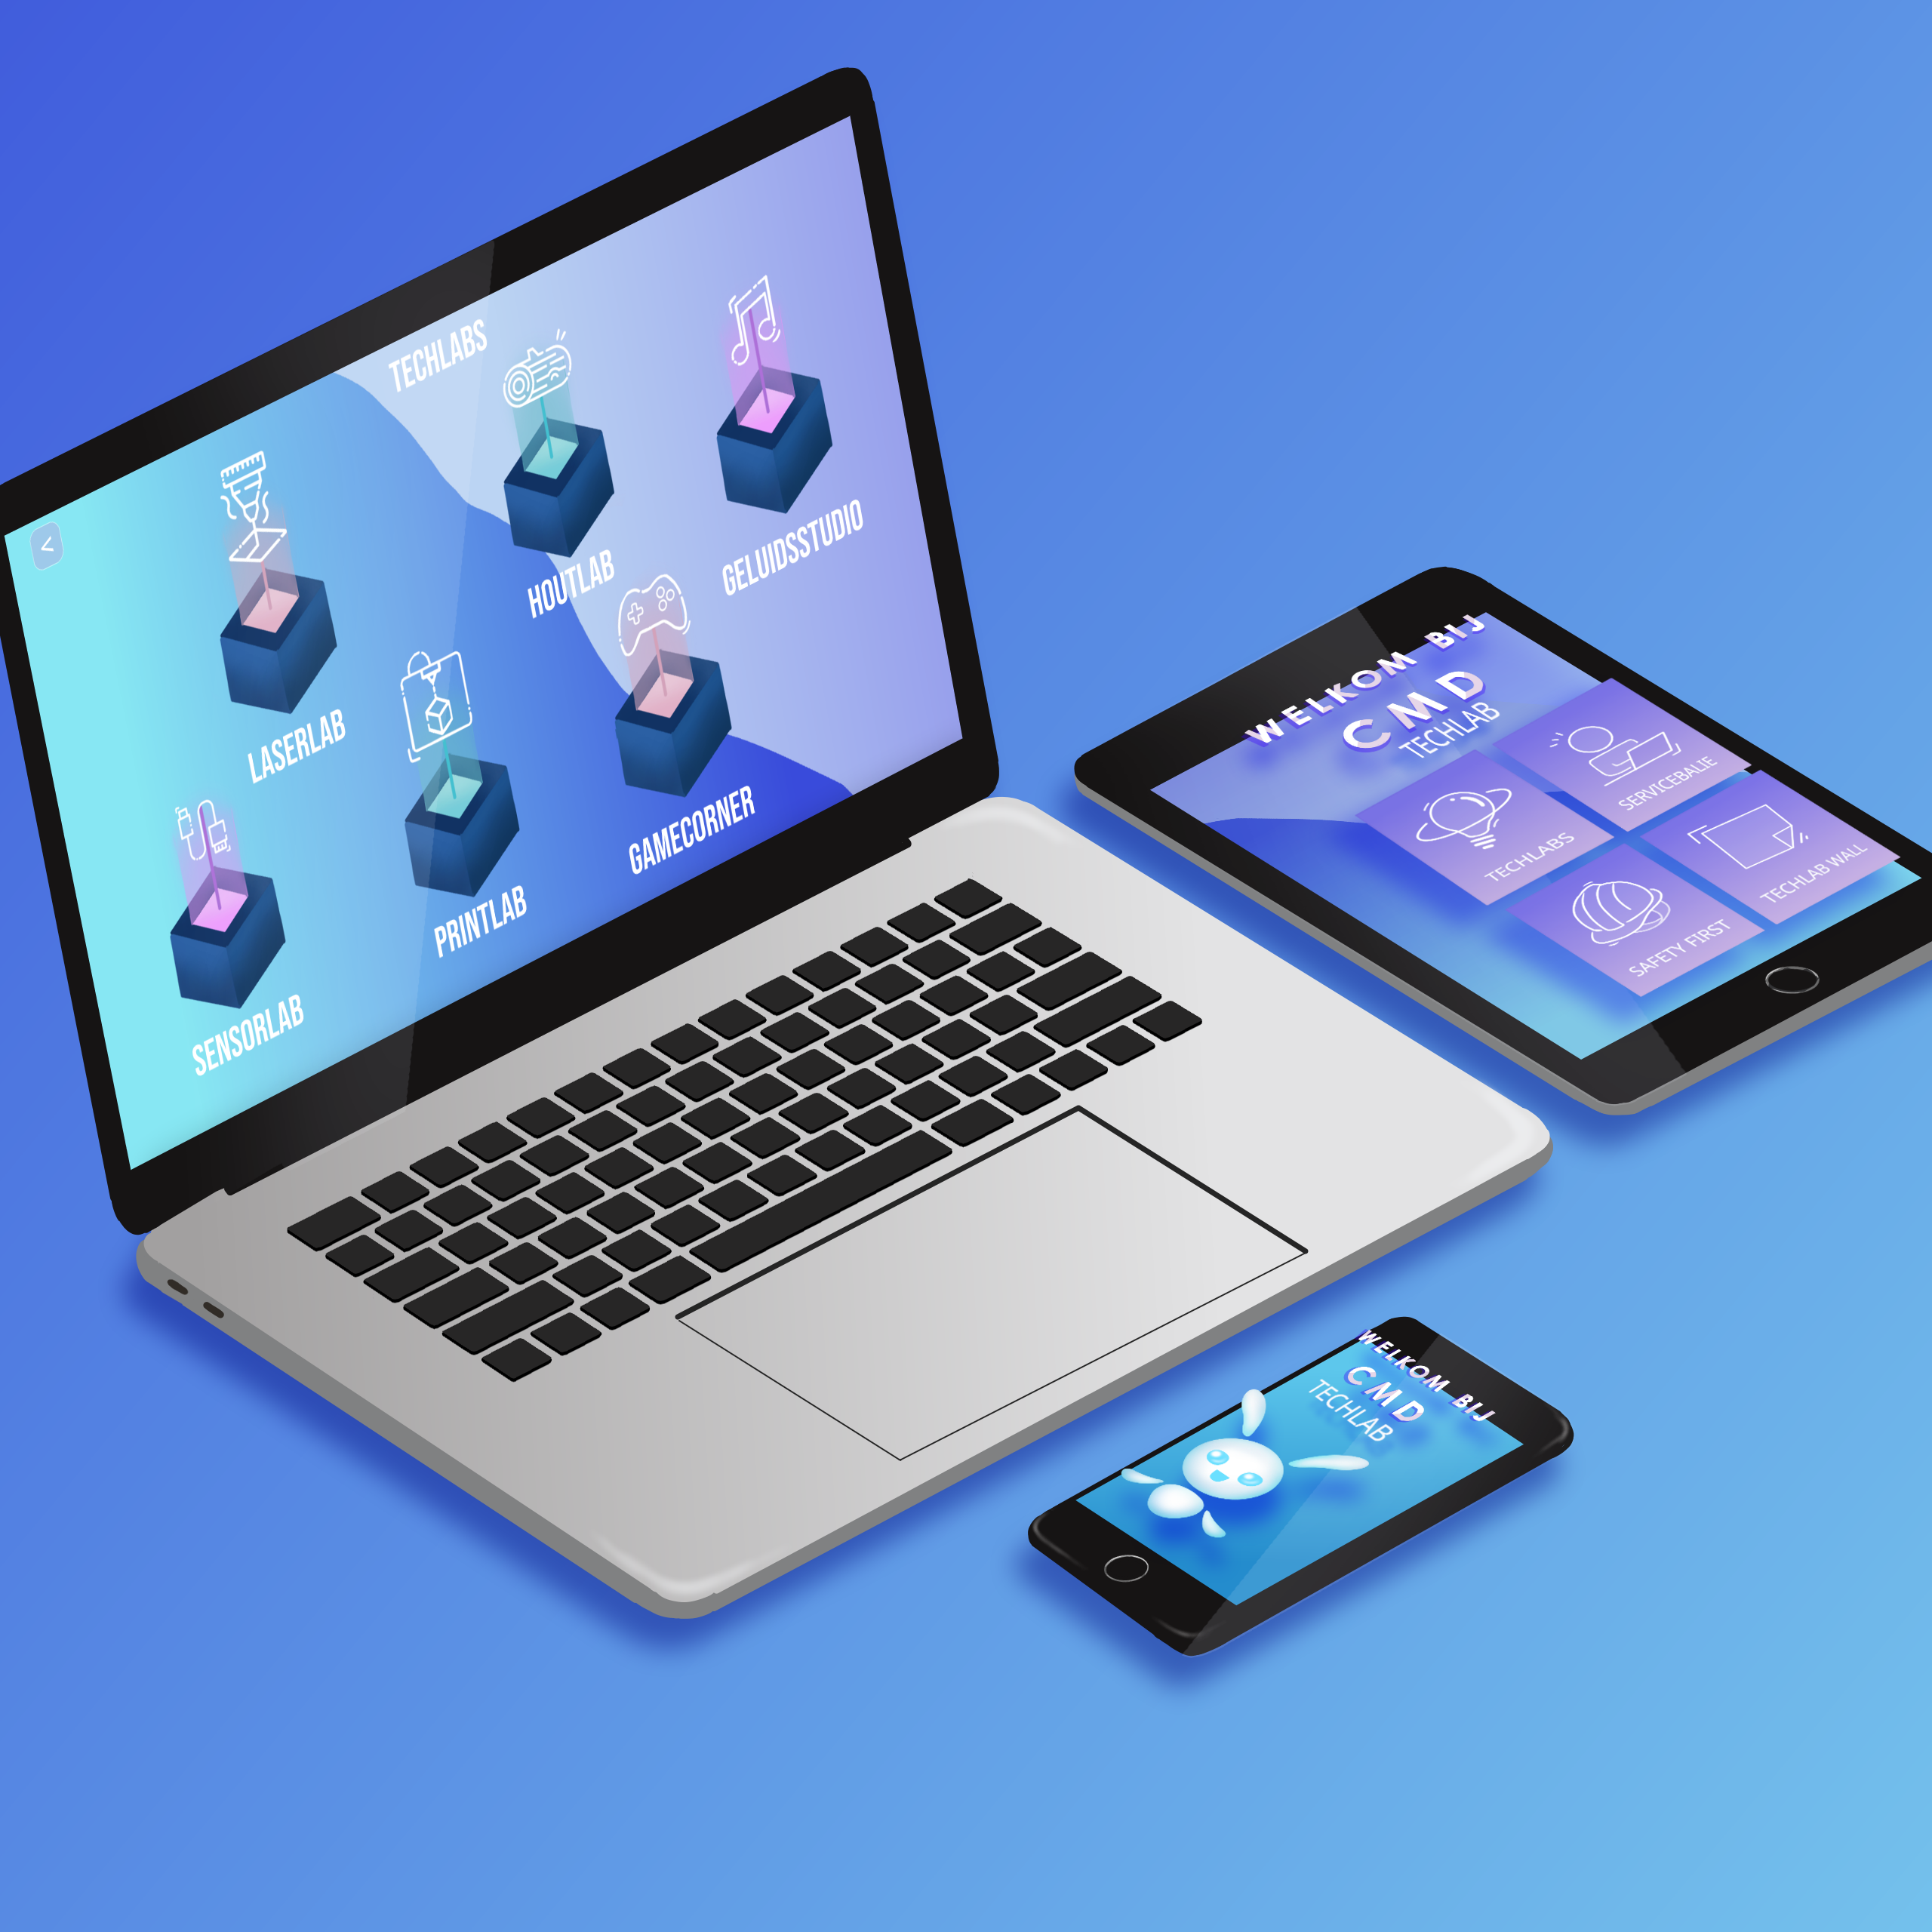 TECHLABS
<
LASERLAB
HOUTLAB
GELUIDSSTUDIO
SENSORLAB
PRINTLAB
GAMECORNER
WELKOM BIJ
CMD
TECHLAB
TECHLABS
SERVICEBALIE
SAFETY FIRST
TECHLAB WALL
WELKOM BIJ
CMD
TECHLAB